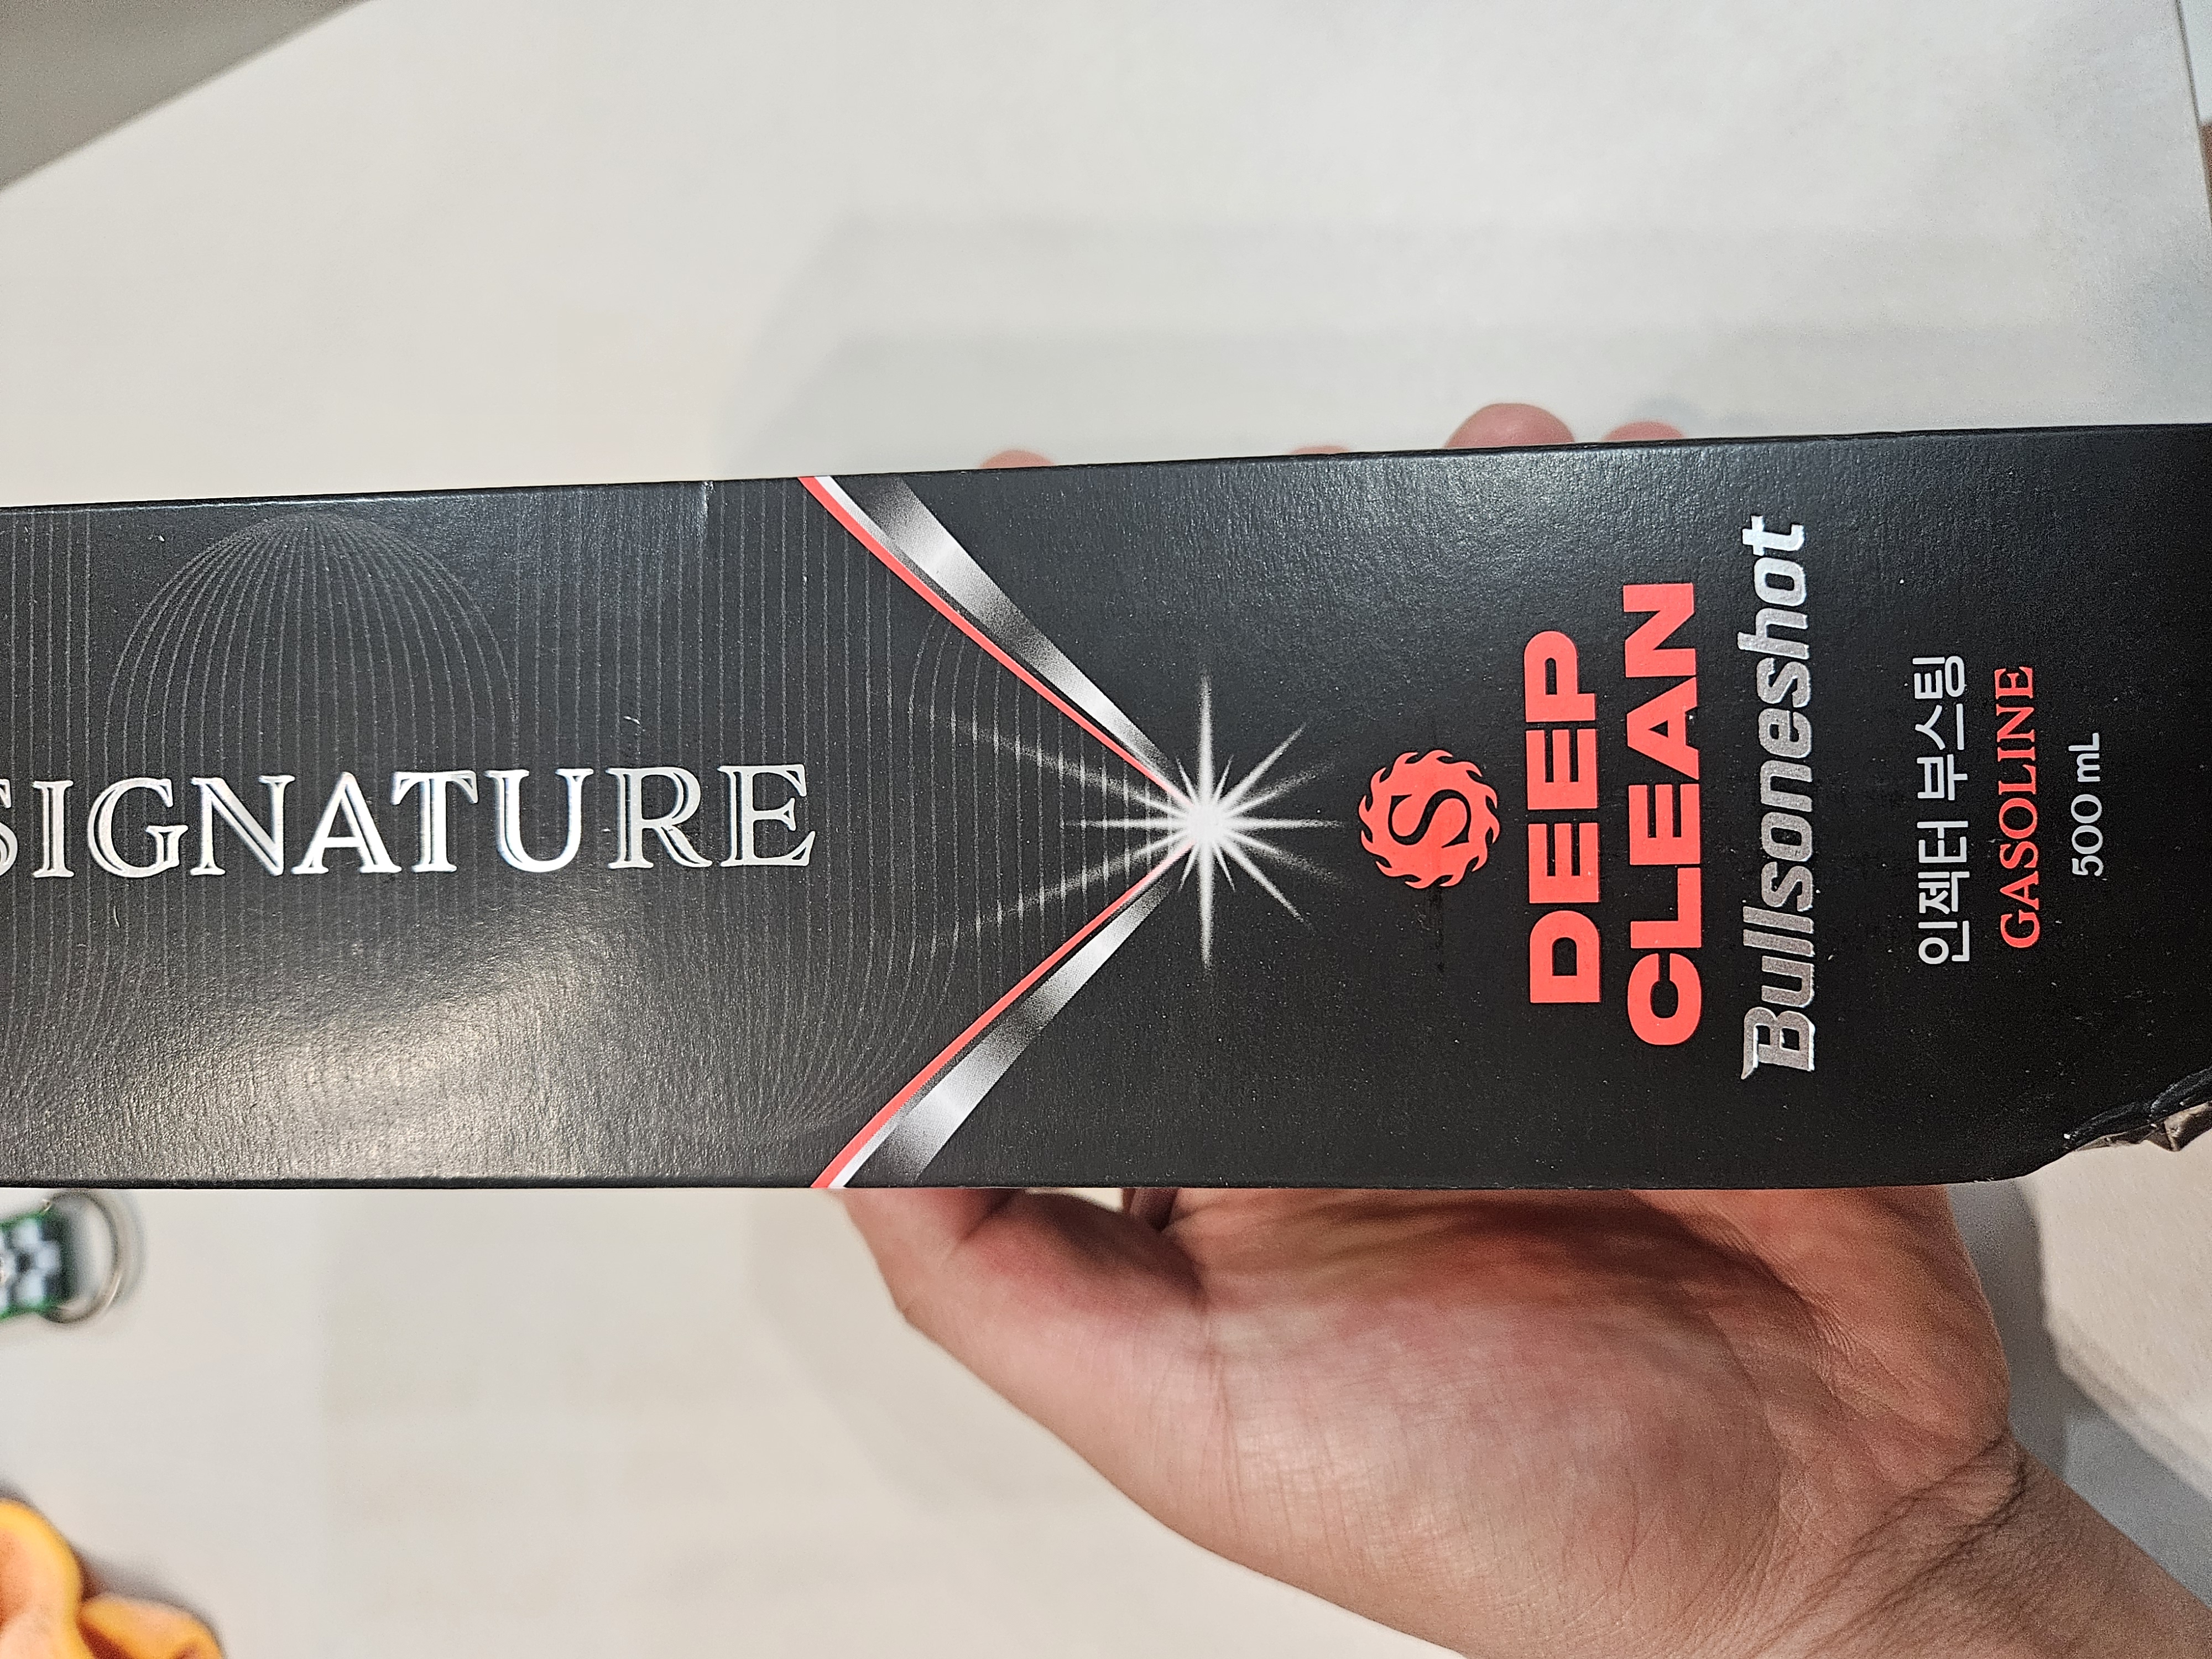 SIGNATURE
DEEP
CLEAN
Bullsoneshot
인젝터 부스팅
GASOLINE
500 mL